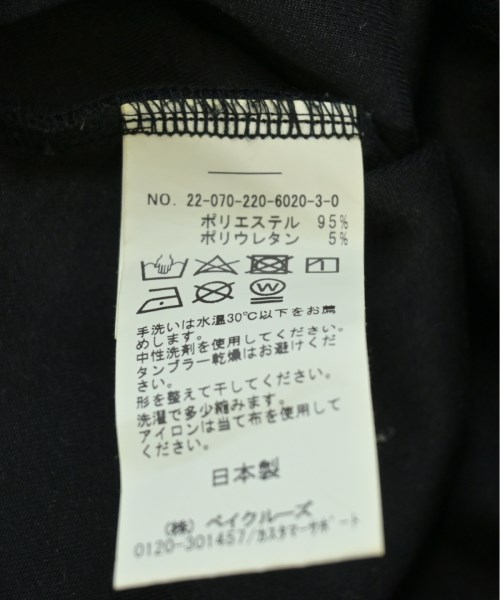 NO. 22-070-220-6020-3-0
ポリエステル 95%
ポリウレタン 5%
W
手洗いは水温30℃以下をお薦
めします。
中性洗剤を使用してください。
タンブラー乾燥はお避けくだ
さい。
形を整えて干してください。
洗濯で多少縮みます。
アイロンは当て布を使用して
ください。
日本製
(株) ベイクルーズ
0120-301457/カスタマーサポート